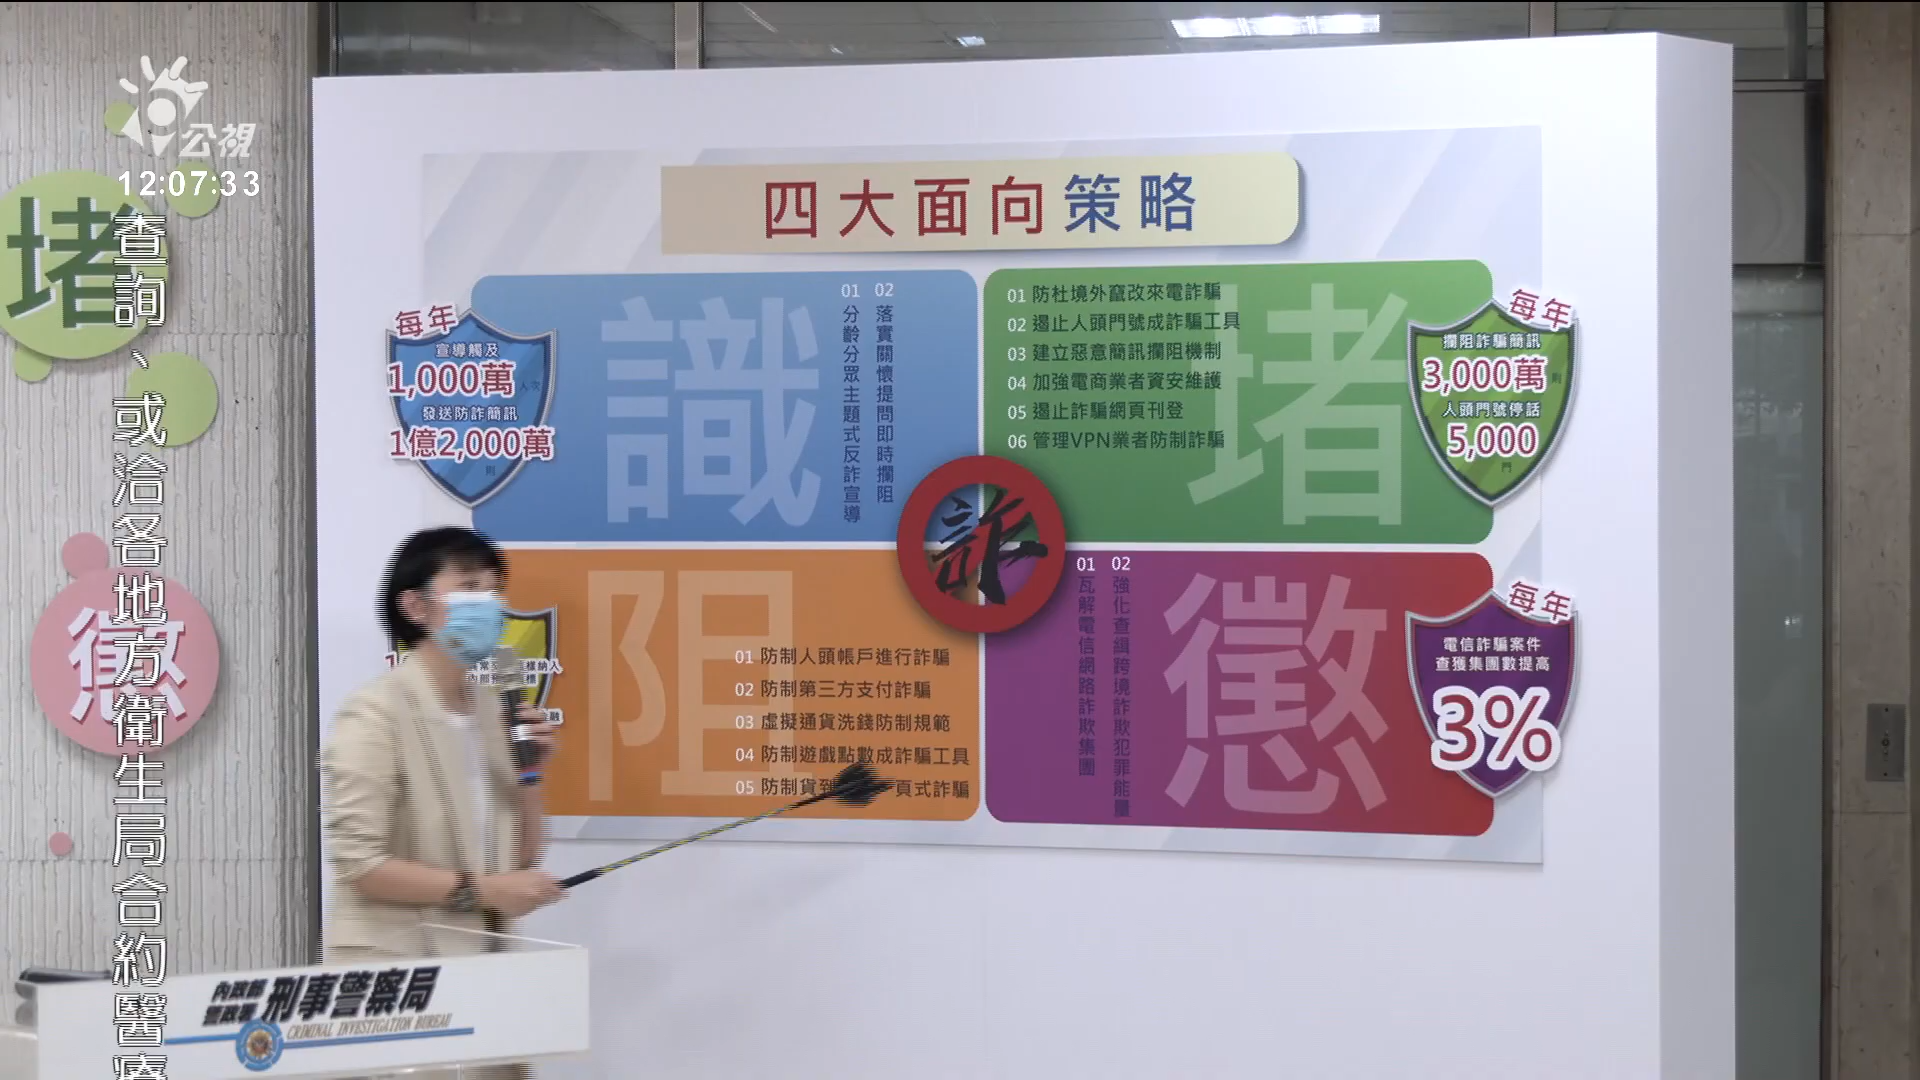 公視
12:07:33
查詢、或洽各地方衛生局合約醫療
堵
懲
四大面向策略
識
01 分齡分眾主題式反詐宣導
02 落實關懷提問即時攔阻
每年
宣導觸及
1,000萬人次
發送防詐簡訊
1億2,000萬
則
堵
01 防杜境外竄改來電詐騙
02 遏止人頭門號成詐騙工具
03 建立惡意簡訊攔阻機制
04 加強電商業者資安維護
05 遏止詐騙網頁刊登
06 管理VPN業者防制詐騙
每年
攔阻詐騙簡訊
3,000萬則
人頭門號停話
5,000
門
詐
阻
01 防制人頭帳戶進行詐騙
02 防制第三方支付詐騙
03 虛擬通貨洗錢防制規範
04 防制遊戲點數成詐騙工具
05 防制貨到 頁式詐騙
樣納入
金融
懲
01 瓦解電信網路詐欺集團
02 強化查緝跨境詐欺犯罪能量
每年
電信詐騙案件
查獲集團數提高
3%
內政部
警政署
刑事警察局
CRIMINAL INVESTIGATION BUREAU